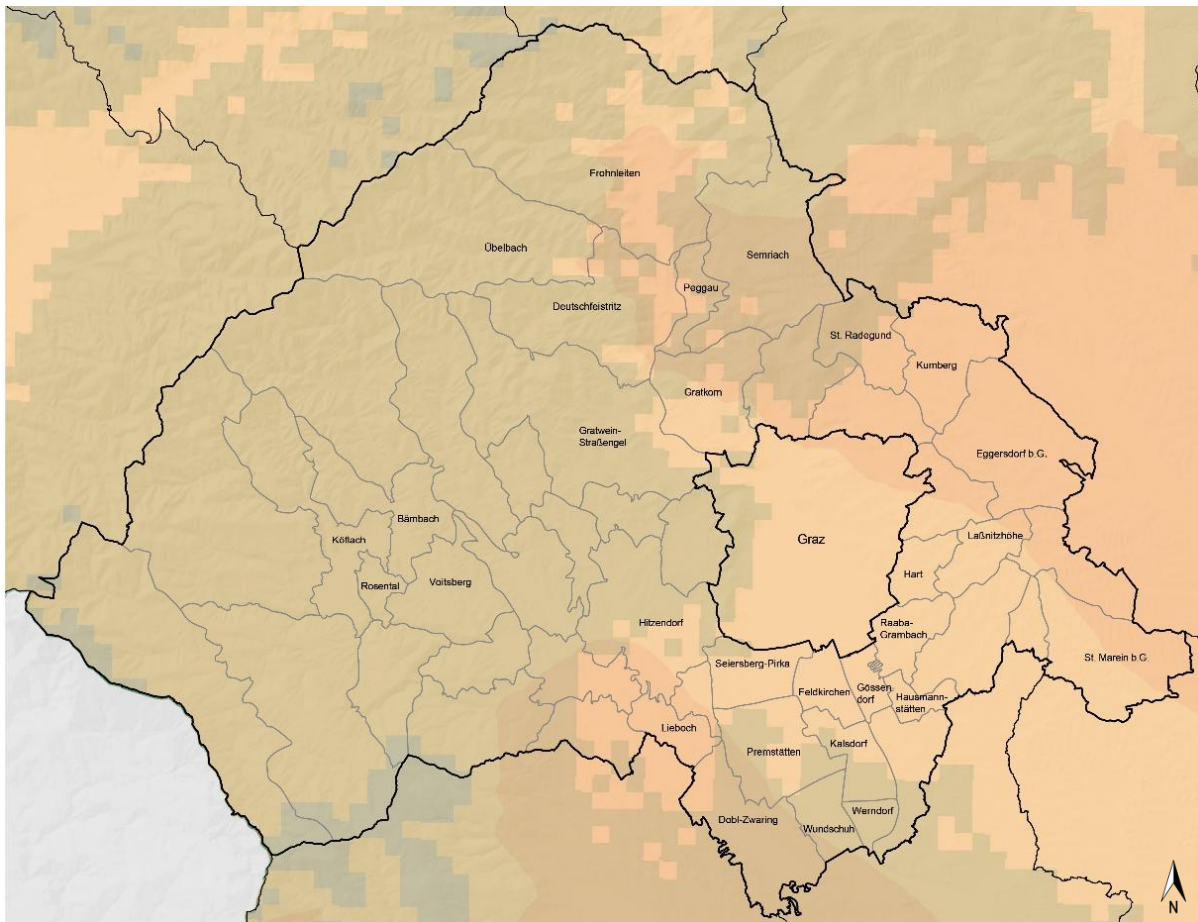 Frohnleiten
Übelbach
Semriach
Peggau
Deutschfeistritz
St. Radegund
Kumberg
Gratkorn
Gratwein-
Straßengel
Eggersdorf b.G.
Bärnbach
Köflach
Graz
Laßnitzhöhe
Hart
Rosental
Voitsberg
Hitzendorf
Raaba-
Grambach
Seiersberg-Pirka
St. Marein b.G.
Feldkirchen
Gössen
dorf
Hausmann-
stätten
Lieboch
Premstätten
Kalsdorf
Dobl-Zwaring
Wundschuh
Werndorf
N